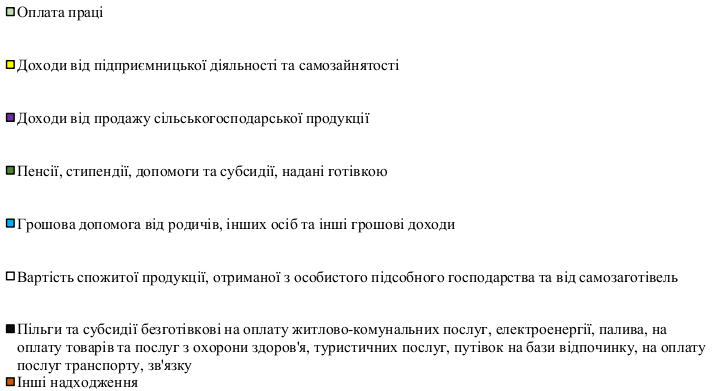 Оплата праці
Доходи від підприємницької діяльності та самозайнятості
Доходи від продажу сільськогосподарської продукції
Пенсії, стипендії, допомоги та субсидії, надані готівкою
Грошова допомога від родичів, інших осіб та інші грошові доходи
Вартість спожитої продукції, отриманої з особистого підсобного господарства та від самозаготівель
Пільги та субсидії безготівкові на оплату житлово-комунальних послуг, електроенергії, палива, на
оплату товарів та послуг з охорони здоров'я, туристичних послуг, путівок на бази відпочинку, на оплату
послуг транспорту, зв'язку
Інші надходження